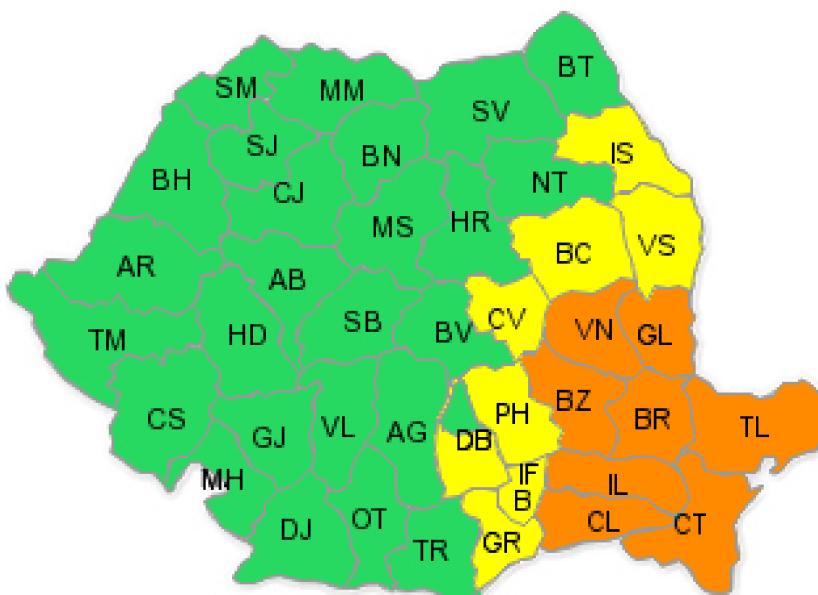 BT
SM
MM
SV
SJ
BN
IS
BH
CJ
NT
MS
HR
BC
VS
AR
AB
TM
HD
SB
BV
CV
VN
GL
CS
GJ
VL
AG
DB
PH
BZ
BR
TL
MH
IF
B
IL
DJ
OT
TR
GR
CL
CT